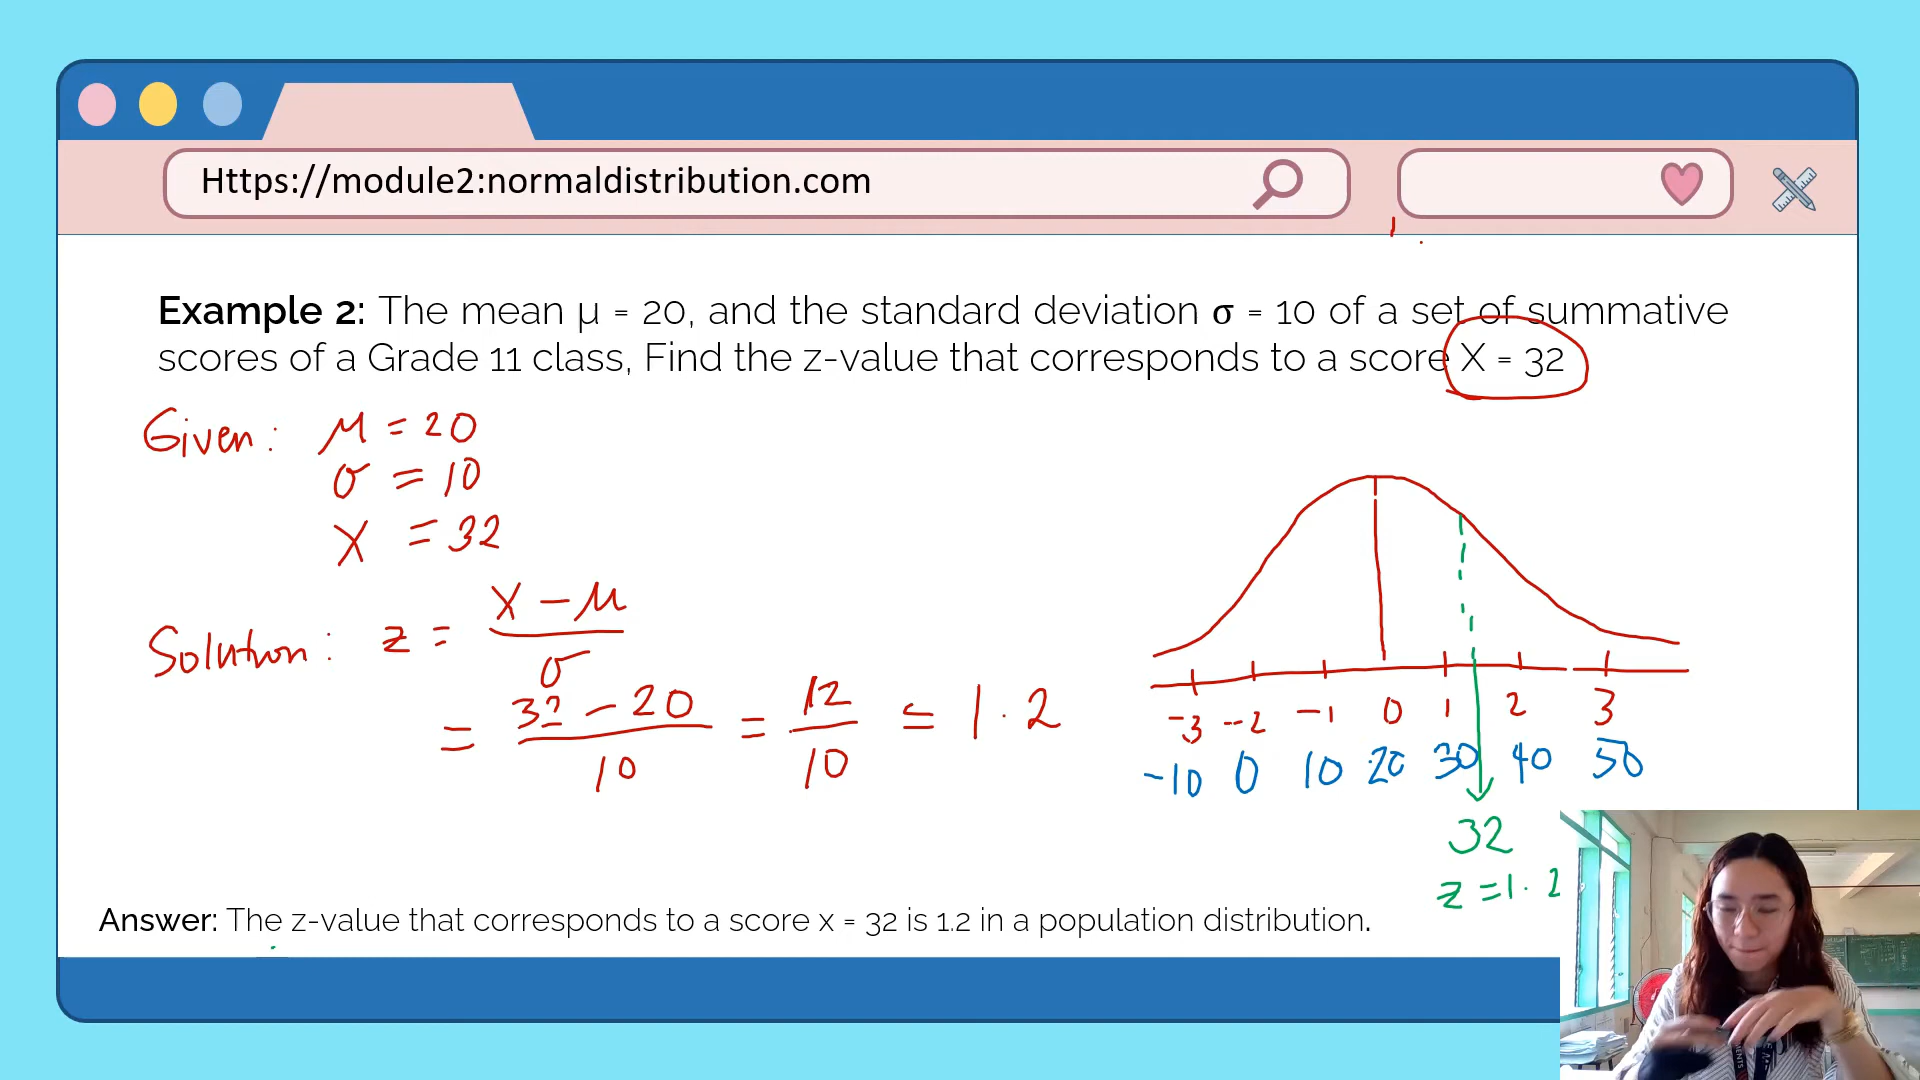 Https://module2:normaldistribution.com
Example 2: The mean µ = 20, and the standard deviation σ = 10 of a set of summative
scores of a Grade 11 class, Find the z-value that corresponds to a score X = 32
Given: µ = 20
σ = 10
X = 32
Solution: z = X - µ / σ
= 32 - 20 / 10 = 12 / 10 = 1.2
-3 -2 -1 0 1 2 3
-10 0 10 20 30 40 50
32
z = 1.2
Answer: The z-value that corresponds to a score x = 32 is 1.2 in a population distribution.